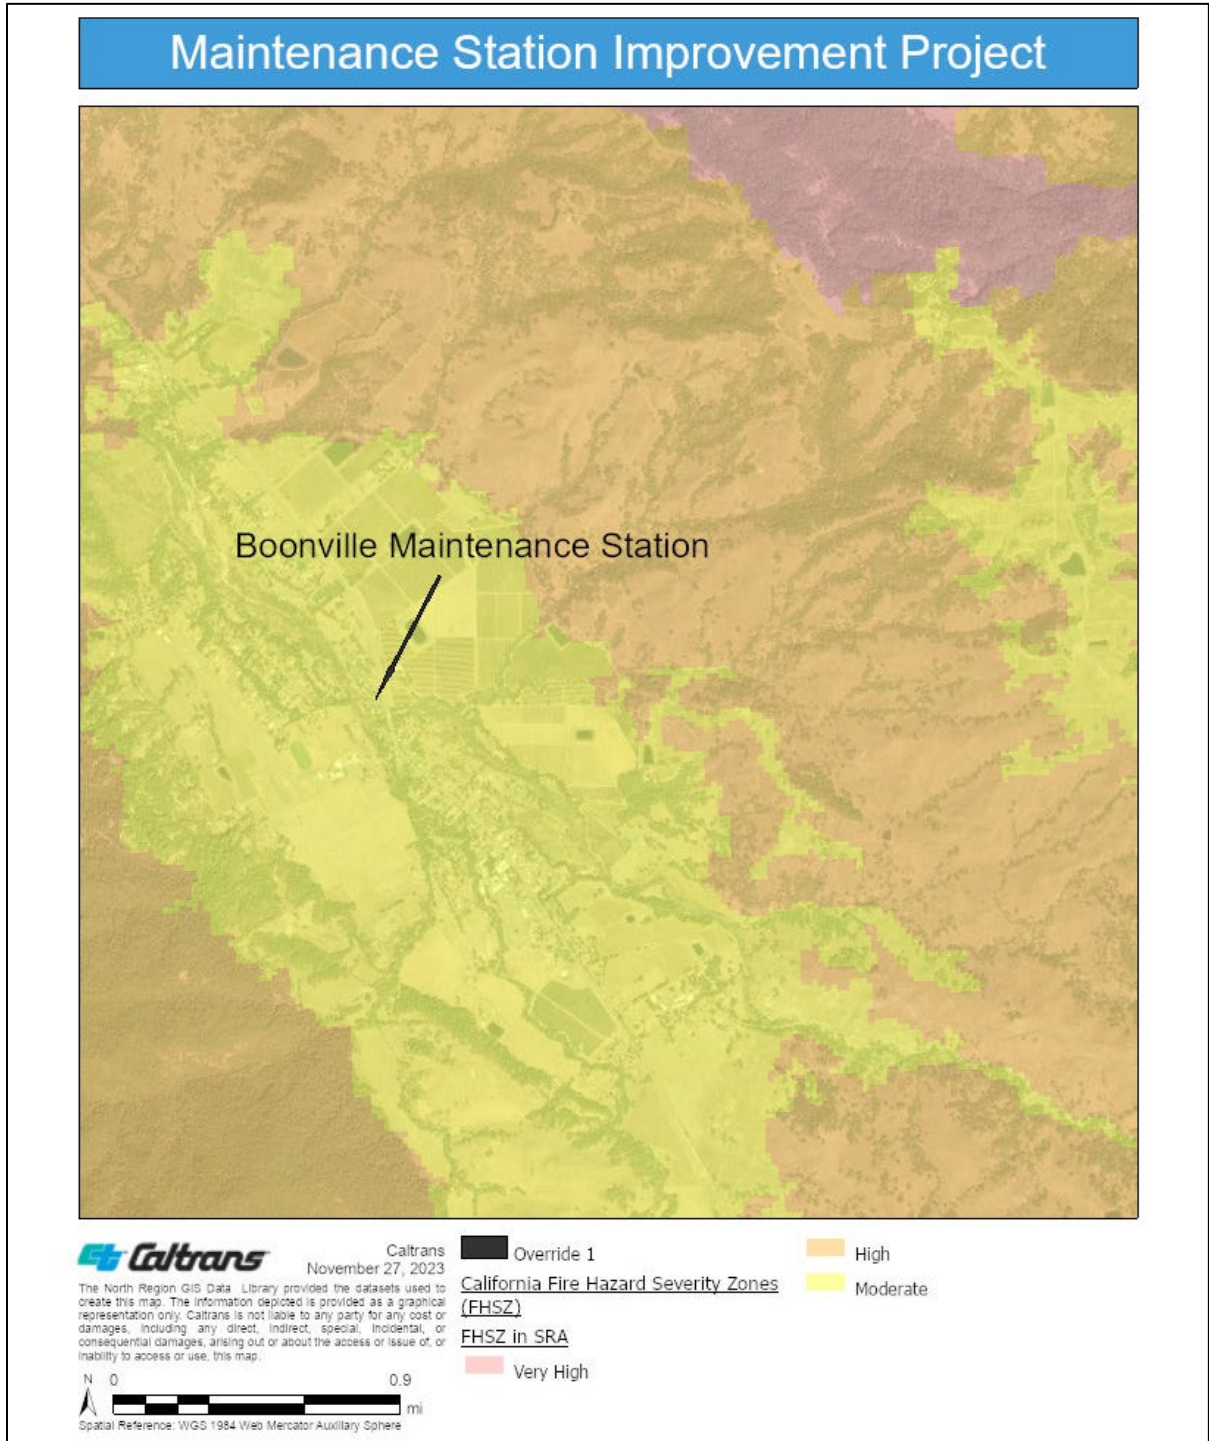 Maintenance Station Improvement Project
Boonville Maintenance Station
Caltrans
Caltrans
November 27, 2023
The North Region GIS Data Library provided the datasets used to
create this map. The information depicted is provided as a graphical
representation only. Caltrans is not liable to any party for any cost or
damages, including any direct, indirect, special, incidental, or
consequential damages, arising out or about the access or issue of, or
inability to access or use, this map.
N 0 0.9
mi
Spatial Reference: WGS 1984 Web Mercator Auxiliary Sphere
Override 1
California Fire Hazard Severity Zones
(FHSZ)
FHSZ in SRA
Very High
High
Moderate